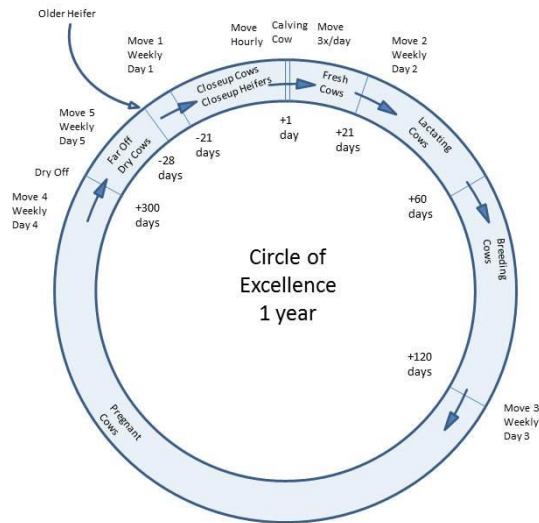 Older Heifer
Move 1
Weekly
Day 1
Move
Hourly
Calving
Cow
Move
3x/day
Move 2
Weekly
Day 2
Closeup Cows
Closeup Heifers
Fresh
Cows
Lactating
Cows
Move 5
Weekly
Day 5
Far Off
Dry Cows
-28
days
-21
days
+1
day
+21
days
Dry Off
Move 4
Weekly
Day 4
+300
days
+60
days
Breeding
Cows
Circle of
Excellence
1 year
+120
days
Move 3
Weekly
Day 3
Pregnant
Cows